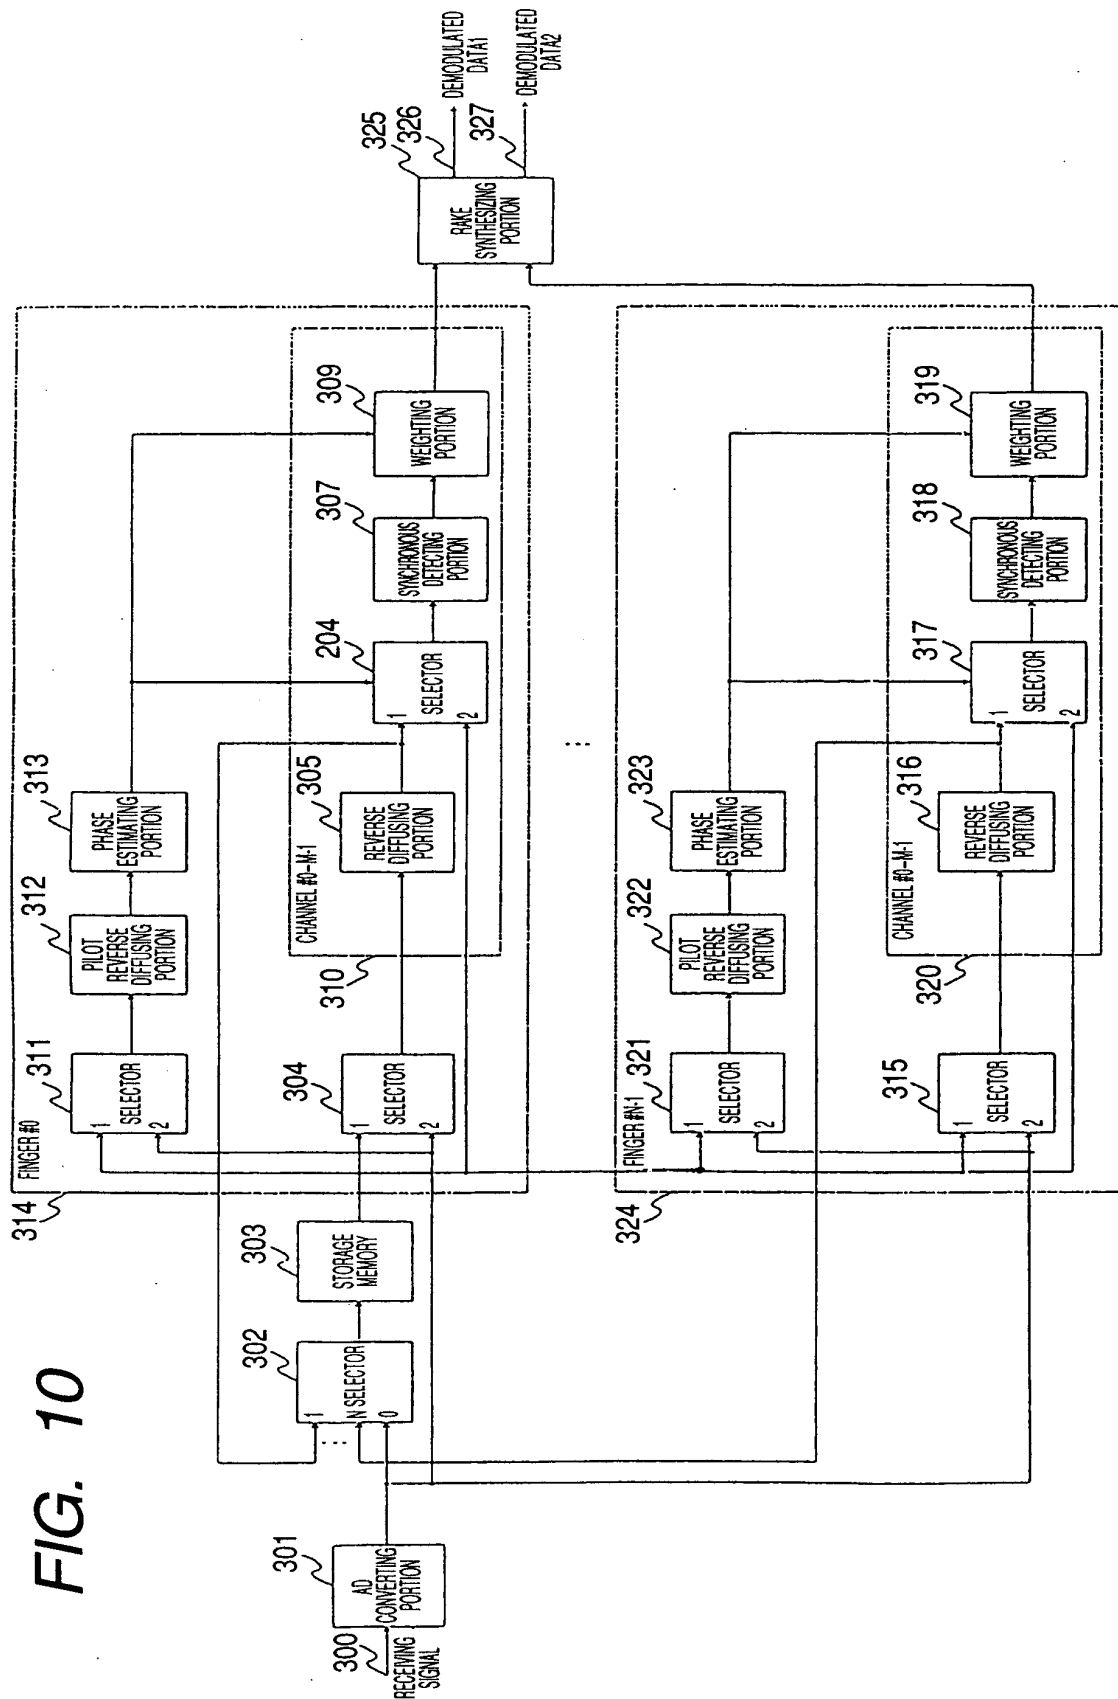 FIG. 10
300
RECEIVING
SIGNAL
301
AD
CONVERTING
PORTION
302
1
N SELECTOR
0
303
STORAGE
MEMORY
314
FINGER #0
311
1
SELECTOR
2
312
PILOT
REVERSE
DIFFUSING
PORTION
313
PHASE
ESTIMATING
PORTION
304
1
SELECTOR
2
310
CHANNEL #0-M-1
305
REVERSE
DIFFUSING
PORTION
204
1
SELECTOR
2
307
SYNCHRONOUS
DETECTING
PORTION
309
WEIGHTING
PORTION
324
FINGER #N-1
321
1
SELECTOR
2
322
PILOT
REVERSE
DIFFUSING
PORTION
323
PHASE
ESTIMATING
PORTION
315
1
SELECTOR
2
320
CHANNEL #0-M-1
316
REVERSE
DIFFUSING
PORTION
317
1
SELECTOR
2
318
SYNCHRONOUS
DETECTING
PORTION
319
WEIGHTING
PORTION
325
RAKE
SYNTHESIZING
PORTION
326
DEMODULATED
DATA1
327
DEMODULATED
DATA2